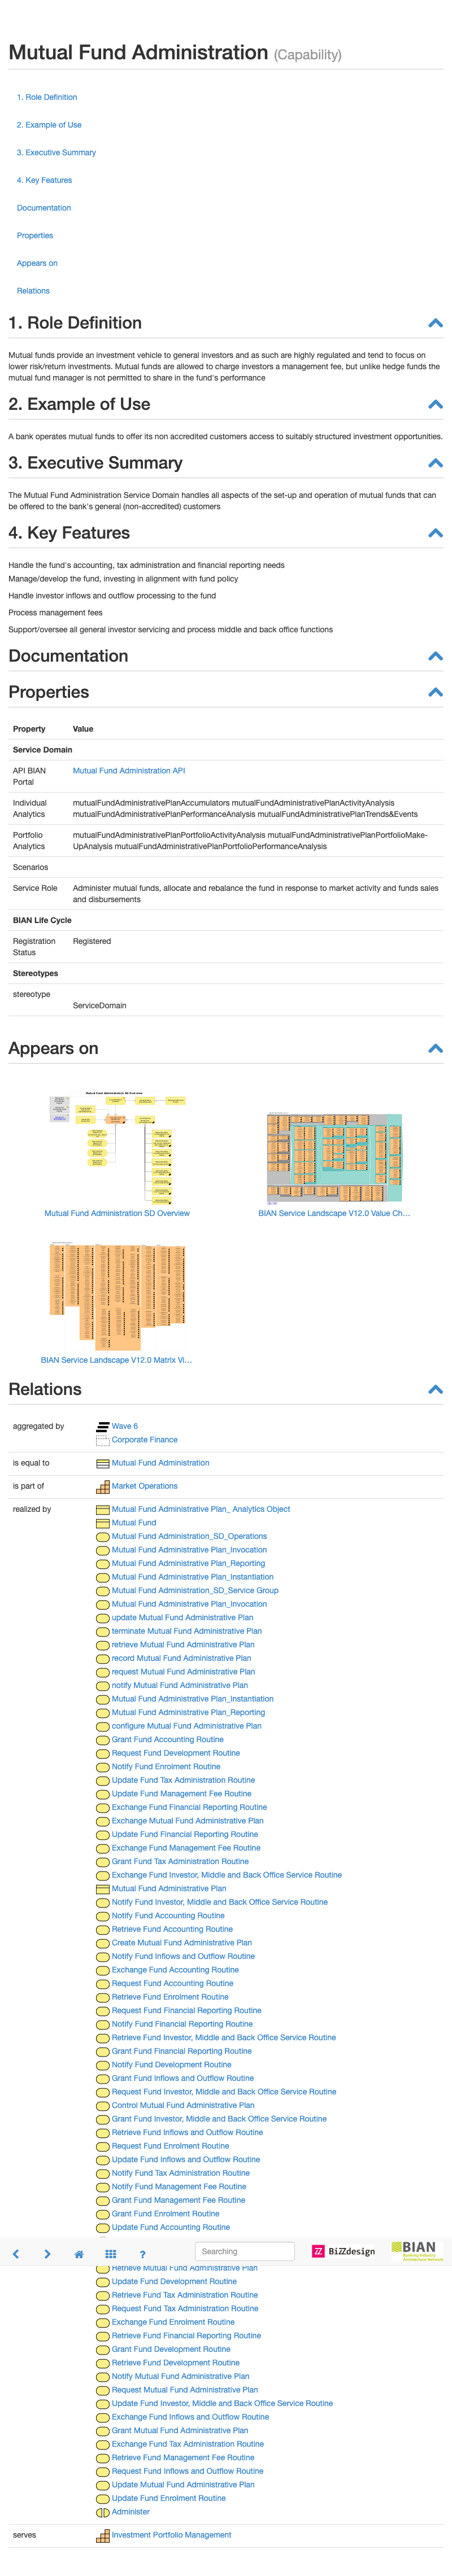 Mutual Fund Administration (Capability)
1. Role Definition
2. Example of Use
3. Executive Summary
4. Key Features
Documentation
Properties
Appears on
Relations
1. Role Definition
Mutual funds provide an investment vehicle to general investors and as such are highly regulated and tend to focus on
lower risk/return investments. Mutual funds are allowed to charge investors a management fee, but unlike hedge funds the
mutual fund manager is not permitted to share in the fund's performance
2. Example of Use
A bank operates mutual funds to offer its non accredited customers access to suitably structured investment opportunities.
3. Executive Summary
The Mutual Fund Administration Service Domain handles all aspects of the set-up and operation of mutual funds that can
be offered to the bank's general (non-accredited) customers
4. Key Features
Handle the fund's accounting, tax administration and financial reporting needs
Manage/develop the fund, investing in alignment with fund policy
Handle investor inflows and outflow processing to the fund
Process management fees
Support/oversee all general investor servicing and process middle and back office functions
Documentation
Properties
Property Value
Service Domain
API BIAN Mutual Fund Administration API
Portal
Individual mutualFundAdministrativePlanAccumulators mutualFundAdministrativePlanActivityAnalysis
Analytics mutualFundAdministrativePlanPerformanceAnalysis mutualFundAdministrativePlanTrends&Events
Portfolio mutualFundAdministrativePlanPortfolioActivityAnalysis mutualFundAdministrativePlanPortfolioMake-
Analytics UpAnalysis mutualFundAdministrativePlanPortfolioPerformanceAnalysis
Scenarios
Service Role Administer mutual funds, allocate and rebalance the fund in response to market activity and funds sales
and disbursements
BIAN Life Cycle
Registration Registered
Status
Stereotypes
stereotype
ServiceDomain
Appears on
Mutual Fund Administration SD Overview
Mutual Fund Administration SD Overview
BIAN Service Landscape V12.0 Value Ch...
BIAN Service Landscape V12.0 Matrix Vi...
Relations
aggregated by Wave 6
Corporate Finance
is equal to Mutual Fund Administration
is part of Market Operations
realized by Mutual Fund Administrative Plan_ Analytics Object
Mutual Fund
Mutual Fund Administration_SD_Operations
Mutual Fund Administrative Plan_Invocation
Mutual Fund Administrative Plan_Reporting
Mutual Fund Administrative Plan_Instantiation
Mutual Fund Administration_SD_Service Group
Mutual Fund Administrative Plan_Invocation
update Mutual Fund Administrative Plan
terminate Mutual Fund Administrative Plan
retrieve Mutual Fund Administrative Plan
record Mutual Fund Administrative Plan
request Mutual Fund Administrative Plan
notify Mutual Fund Administrative Plan
Mutual Fund Administrative Plan_Instantiation
Mutual Fund Administrative Plan_Reporting
configure Mutual Fund Administrative Plan
Grant Fund Accounting Routine
Request Fund Development Routine
Notify Fund Enrolment Routine
Update Fund Tax Administration Routine
Update Fund Management Fee Routine
Exchange Fund Financial Reporting Routine
Exchange Mutual Fund Administrative Plan
Update Fund Financial Reporting Routine
Exchange Fund Management Fee Routine
Grant Fund Tax Administration Routine
Exchange Fund Investor, Middle and Back Office Service Routine
Mutual Fund Administrative Plan
Notify Fund Investor, Middle and Back Office Service Routine
Notify Fund Accounting Routine
Retrieve Fund Accounting Routine
Create Mutual Fund Administrative Plan
Notify Fund Inflows and Outflow Routine
Exchange Fund Accounting Routine
Request Fund Accounting Routine
Retrieve Fund Enrolment Routine
Request Fund Financial Reporting Routine
Notify Fund Financial Reporting Routine
Retrieve Fund Investor, Middle and Back Office Service Routine
Grant Fund Financial Reporting Routine
Notify Fund Development Routine
Grant Fund Inflows and Outflow Routine
Request Fund Investor, Middle and Back Office Service Routine
Control Mutual Fund Administrative Plan
Grant Fund Investor, Middle and Back Office Service Routine
Retrieve Fund Inflows and Outflow Routine
Request Fund Enrolment Routine
Update Fund Inflows and Outflow Routine
Notify Fund Tax Administration Routine
Notify Fund Management Fee Routine
Grant Fund Management Fee Routine
Grant Fund Enrolment Routine
Update Fund Accounting Routine
? Searching BiZZdesign BIAN
Banking Industry
Architecture Network
Retrieve Mutual Fund Administrative Plan
Update Fund Development Routine
Retrieve Fund Tax Administration Routine
Request Fund Tax Administration Routine
Exchange Fund Enrolment Routine
Retrieve Fund Financial Reporting Routine
Grant Fund Development Routine
Retrieve Fund Development Routine
Notify Mutual Fund Administrative Plan
Request Mutual Fund Administrative Plan
Update Fund Investor, Middle and Back Office Service Routine
Exchange Fund Inflows and Outflow Routine
Grant Mutual Fund Administrative Plan
Exchange Fund Tax Administration Routine
Retrieve Fund Management Fee Routine
Request Fund Inflows and Outflow Routine
Update Mutual Fund Administrative Plan
Update Fund Enrolment Routine
Administer
serves Investment Portfolio Management